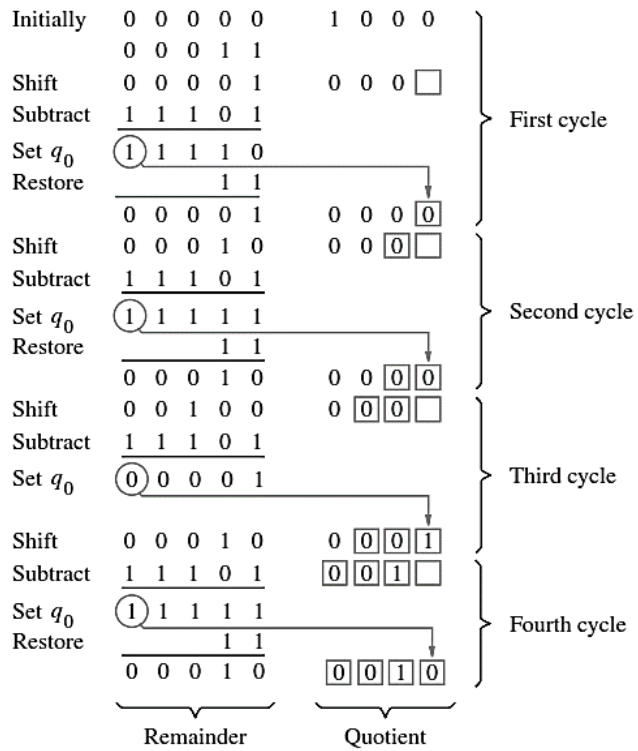 Initially 0 0 0 0 0 1 0 0 0
0 0 0 1 1
Shift 0 0 0 0 1 0 0 0
Subtract 1 1 1 0 1
First cycle
Set q0 1 1 1 1 0
Restore 1 1
0 0 0 0 1 0 0 0 0
Shift 0 0 0 1 0 0 0 0
Subtract 1 1 1 0 1
Set q0 1 1 1 1 1 Second cycle
Restore 1 1
0 0 0 1 0 0 0 0 0
Shift 0 0 1 0 0 0 0 0
Subtract 1 1 1 0 1
Set q0 0 0 0 0 1 Third cycle
Shift 0 0 0 1 0 0 0 0 1
Subtract 1 1 1 0 1 0 0 1
Set q0 1 1 1 1 1 Fourth cycle
Restore 1 1
0 0 0 1 0 0 0 1 0
Remainder Quotient